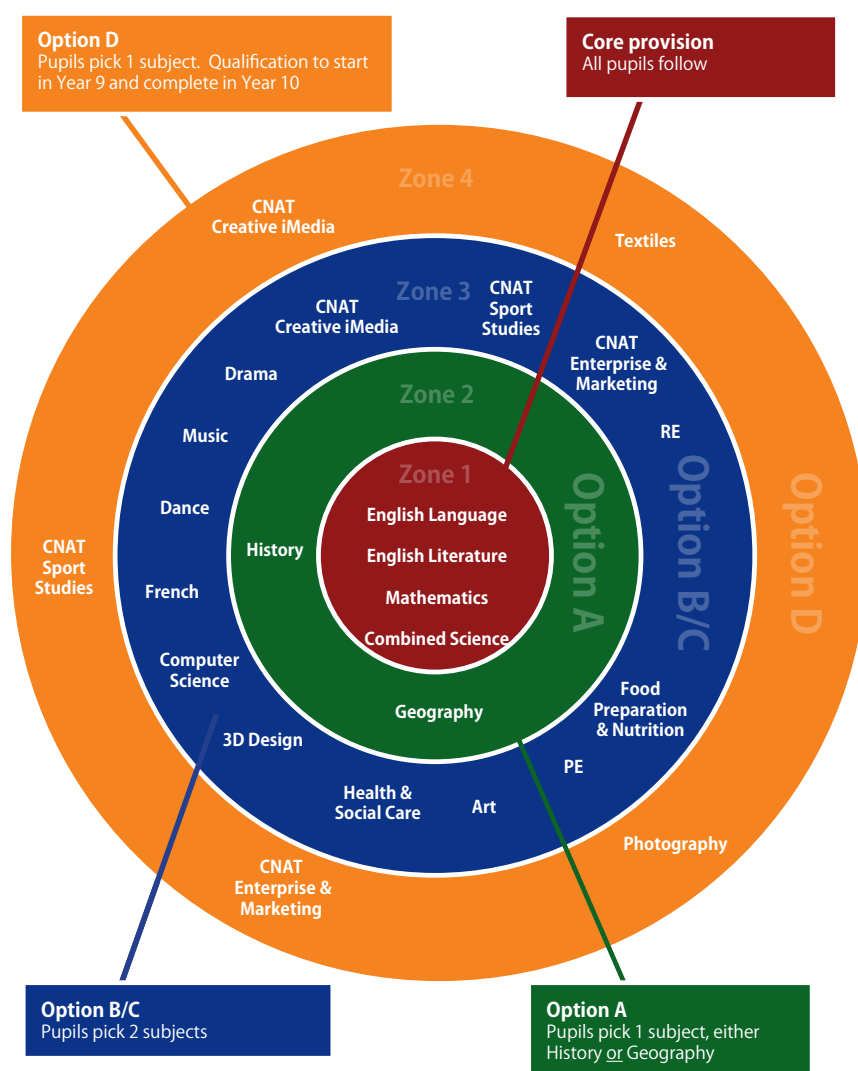 Option D
Pupils pick 1 subject.  Qualification to start
in Year 9 and complete in Year 10
Core provision
All pupils follow
Zone 4
CNAT
Creative iMedia
Textiles
Zone 3
CNAT
Creative iMedia
CNAT
Sport
Studies
CNAT
Enterprise &
Marketing
Drama
Music
RE
Dance
French
Computer
Science
3D Design
Health &
Social Care
Art
PE
Food
Preparation
& Nutrition
Option B/C
Zone 2
History
Geography
Option A
Zone 1
English Language
English Literature
Mathematics
Combined Science
CNAT
Sport
Studies
Option D
Photography
CNAT
Enterprise &
Marketing
Option B/C
Pupils pick 2 subjects
Option A
Pupils pick 1 subject, either
History or Geography